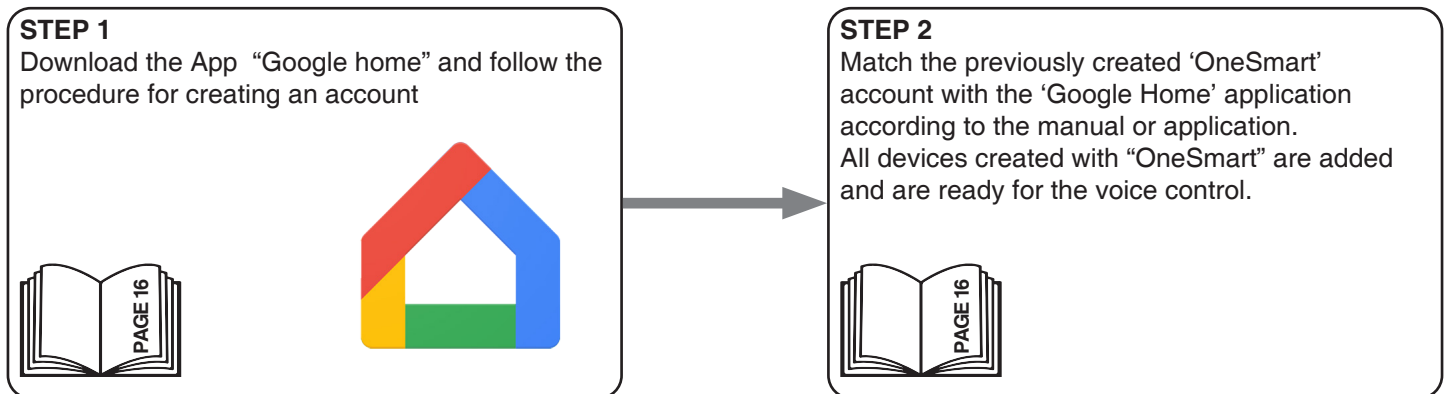 STEP 1
Download the App  “Google home” and follow the
procedure for creating an account
PAGE 16
STEP 2
Match the previously created ‘OneSmart’
account with the ‘Google Home’ application
according to the manual or application.
All devices created with “OneSmart” are added
and are ready for the voice control.
PAGE 16